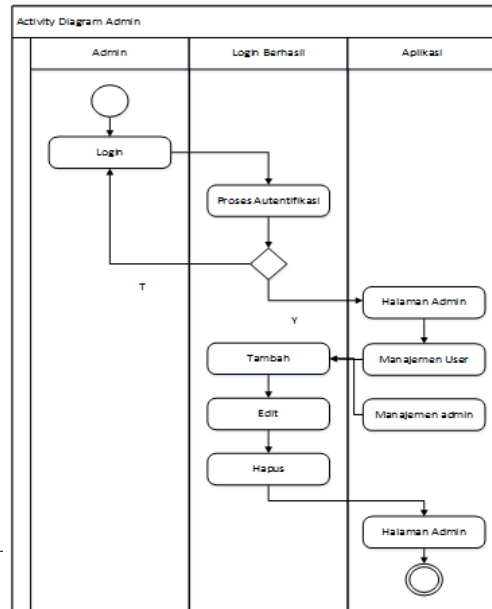 Activity Diagram Admin
Admin
Login Berhasil
Aplikasi
Login
Proses Autentifikasi
T
Y
Halaman Admin
Tambah
Manajemen User
Edit
Manajemen admin
Hapus
Halaman Admin